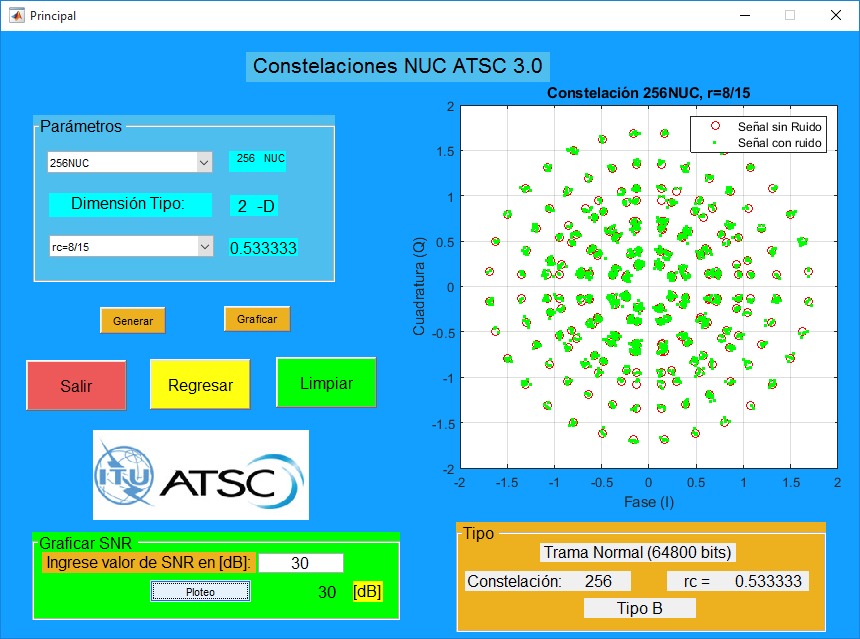 Principal
Constelaciones NUC ATSC 3.0
Parámetros
256NUC
256 NUC
Dimensión Tipo:
2 -D
rc=8/15
0.533333
Generar
Graficar
Salir
Regresar
Limpiar
ITU ATSC
Graficar SNR
Ingrese valor de SNR en [dB]:
30
Ploteo
30 [dB]
Constelación 256NUC, r=8/15
Señal sin Ruido
Señal con ruido
Cuadratura (Q)
2
1.5
1
0.5
0
-0.5
-1
-1.5
-2
-2 -1.5 -1 -0.5 0 0.5 1 1.5 2
Fase (I)
Tipo
Trama Normal (64800 bits)
Constelación: 256
rc = 0.533333
Tipo B